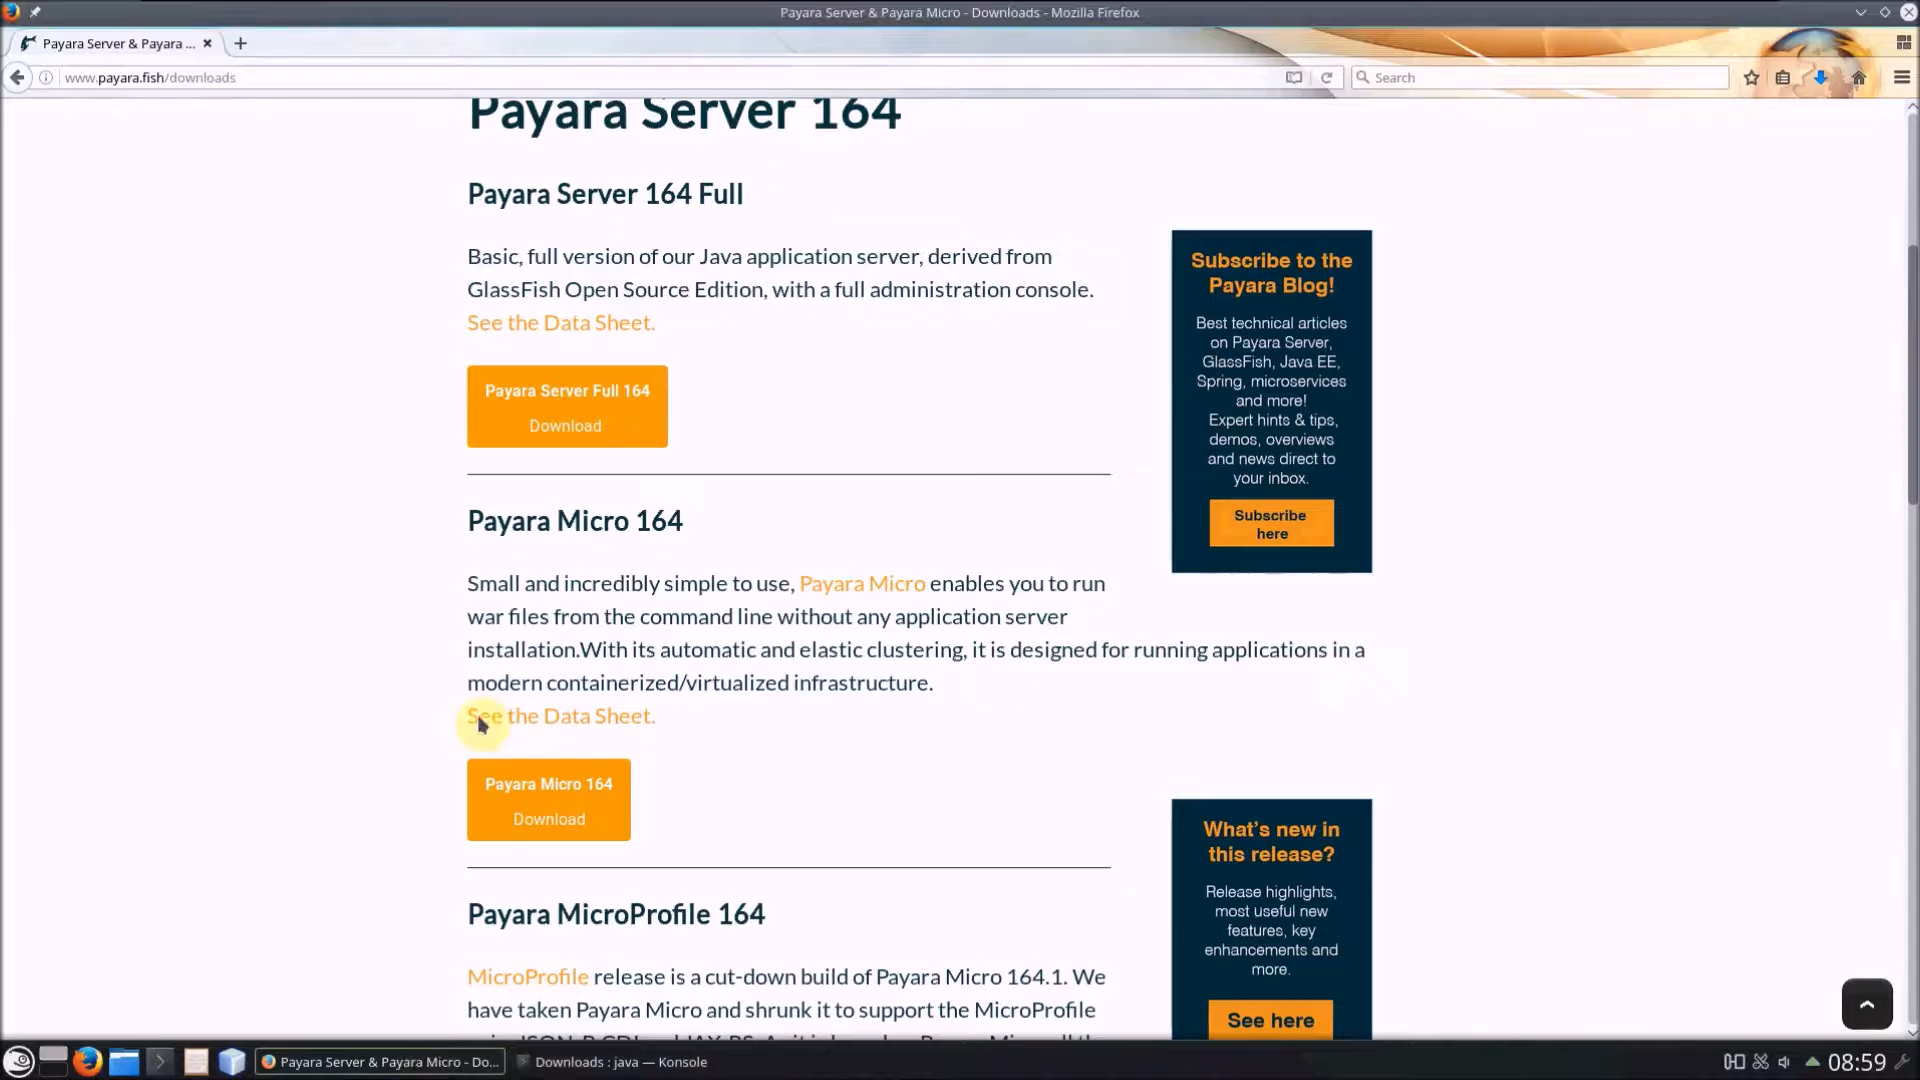 Payara Server & Payara Micro - Downloads - Mozilla Firefox
Payara Server & Payara ...
www.payara.fish/downloads
Search
Payara Server 164
Payara Server 164 Full
Basic, full version of our Java application server, derived from
GlassFish Open Source Edition, with a full administration console.
See the Data Sheet.
Payara Server Full 164
Download
Subscribe to the
Payara Blog!
Best technical articles
on Payara Server,
GlassFish, Java EE,
Spring, microservices
and more!
Expert hints & tips,
demos, overviews
and news direct to
your inbox.
Subscribe
here
Payara Micro 164
Small and incredibly simple to use, Payara Micro enables you to run
war files from the command line without any application server
installation.With its automatic and elastic clustering, it is designed for running applications in a
modern containerized/virtualized infrastructure.
See the Data Sheet.
Payara Micro 164
Download
What's new in
this release?
Release highlights,
most useful new
features, key
enhancements and
more.
See here
Payara MicroProfile 164
MicroProfile release is a cut-down build of Payara Micro 164.1. We
have taken Payara Micro and shrunk it to support the MicroProfile
Payara Server & Payara Micro - Do...
Downloads : java — Konsole
08:59